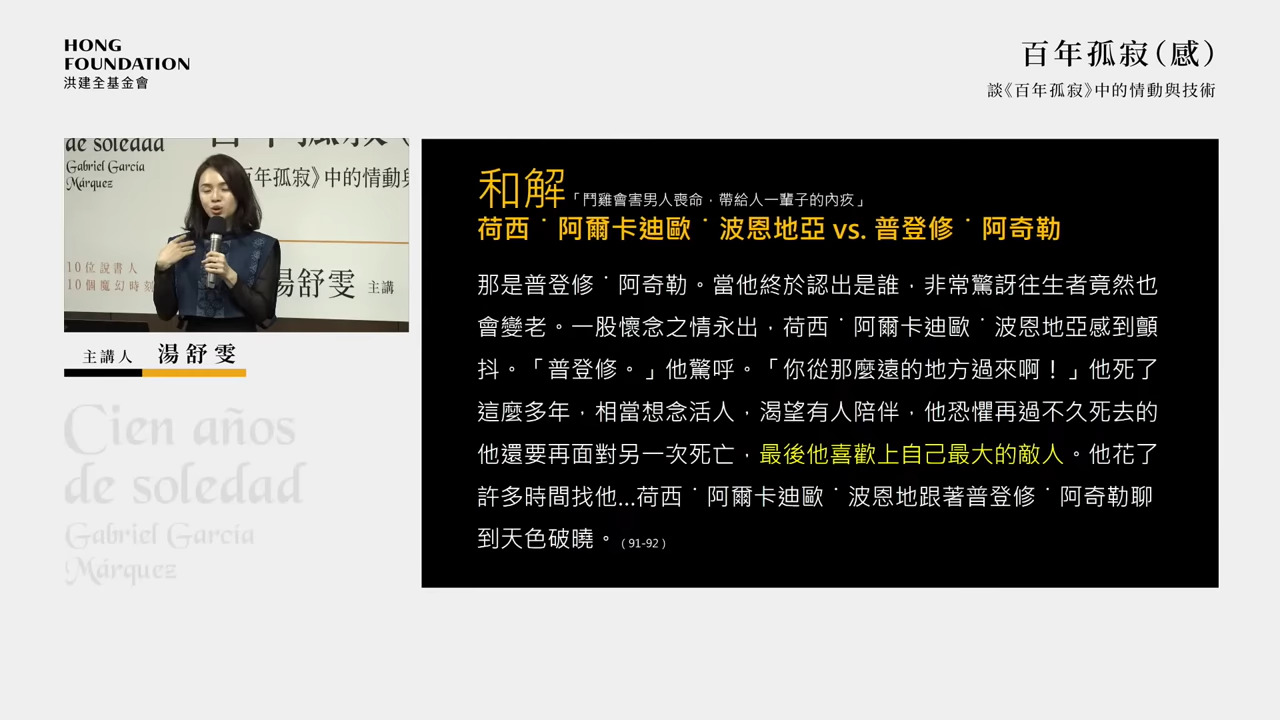 HONG
FOUNDATION
洪建全基金會
百年孤寂(感)
談《百年孤寂》中的情動與技術
de soledad
Gabriel García
Márquez
百年孤寂》中的情動與
10位說書人
10個魔幻時刻
湯舒雯 主講
主講人 湯舒雯
Cien años
de soledad
Gabriel García
Márquez
和解「鬥雞會害男人喪命，帶給人一輩子的內疚」
荷西˙阿爾卡迪歐˙波恩地亞 vs. 普登修˙阿奇勒
那是普登修˙阿奇勒。當他終於認出是誰，非常驚訝往生者竟然也
會變老。一股懷念之情永出，荷西˙阿爾卡迪歐˙波恩地亞感到顫
抖。「普登修。」他驚呼。「你從那麼遠的地方過來啊！」他死了
這麼多年，相當想念活人，渴望有人陪伴，他恐懼再過不久死去的
他還要再面對另一次死亡，最後他喜歡上自己最大的敵人。他花了
許多時間找他...荷西˙阿爾卡迪歐˙波恩地跟著普登修˙阿奇勒聊
到天色破曉。（91-92）